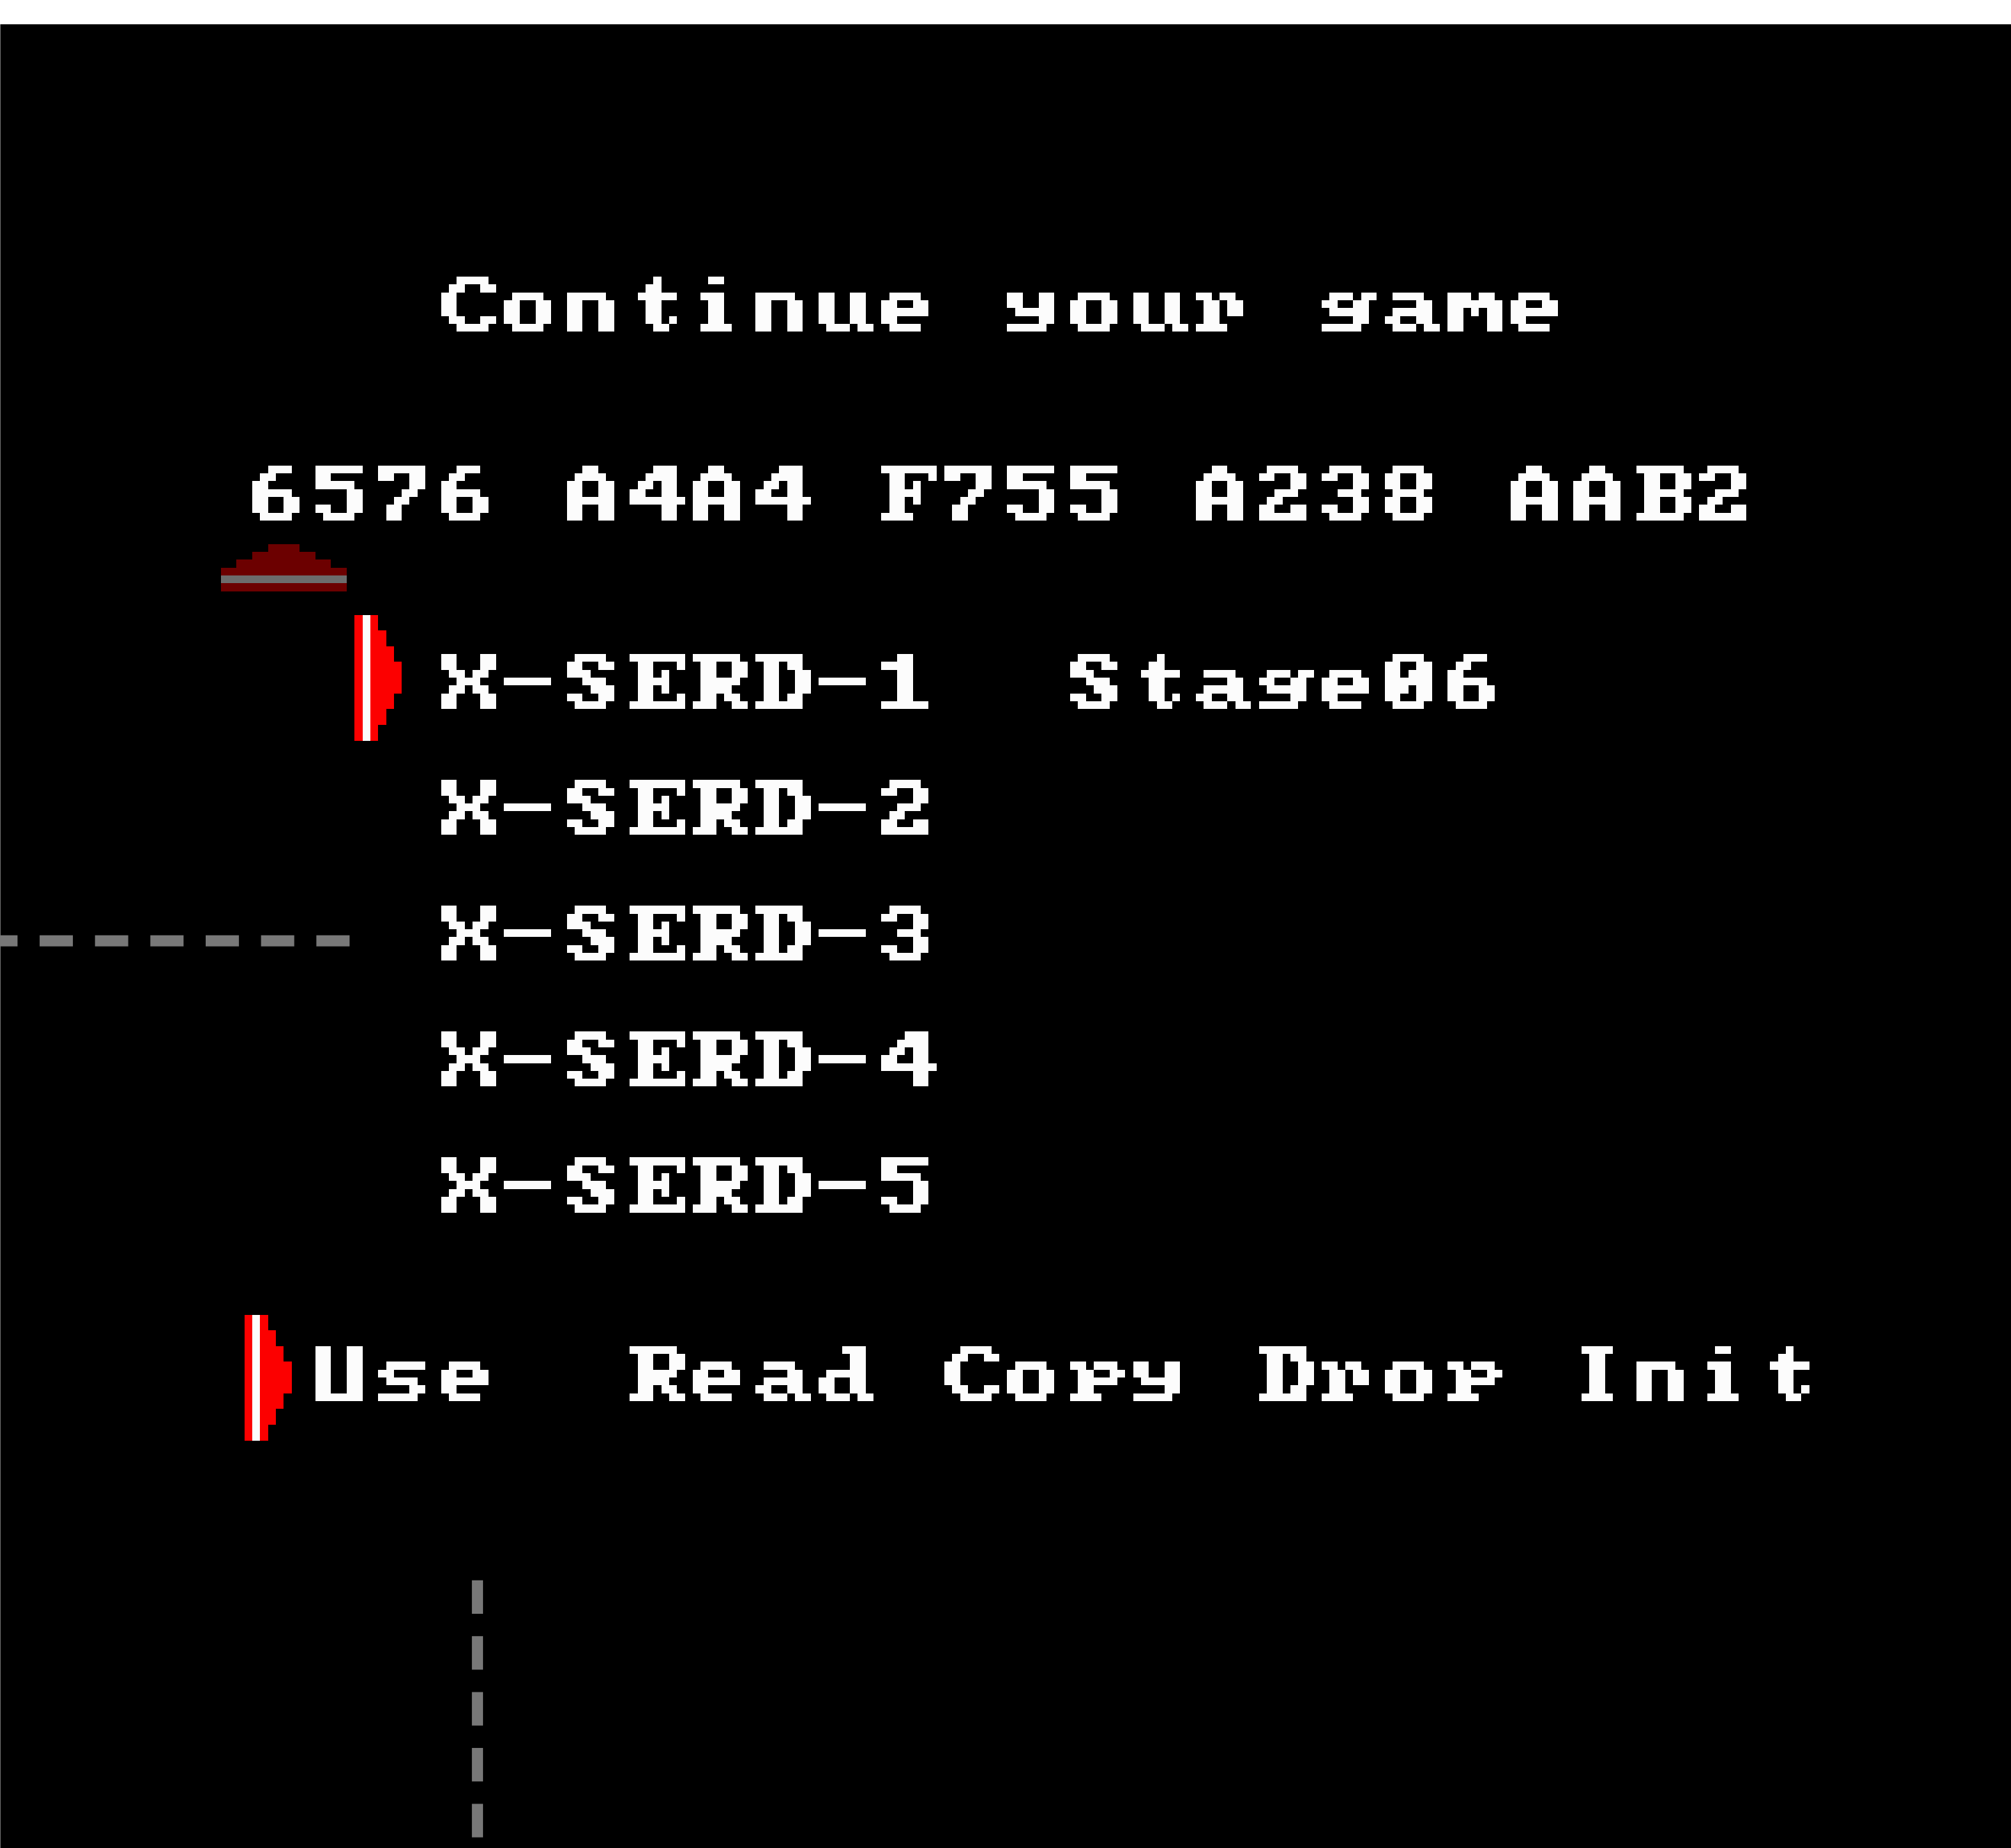 Continue your game
6576 A4A4 F755 A238 AAB2
X-SERD-1 Stage06
X-SERD-2
X-SERD-3
X-SERD-4
X-SERD-5
Use Read Copy Drop Init